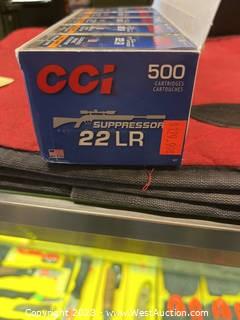 CCi
500
CARTRIDGES
CARTOUCHES
SUPPRESSOR
22 LR
Copyright 2023 - www.WestAuction.com